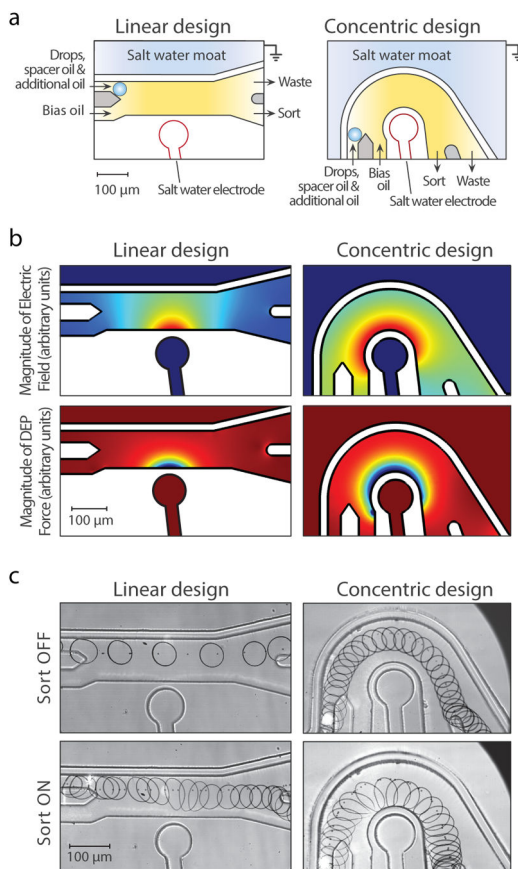 a
Linear design
Concentric design
Salt water moat
Salt water moat
Drops,
spacer oil &
additional oil
Bias oil
Waste
Sort
100 µm
Salt water electrode
Drops,
spacer oil &
additional oil
Bias
oil
Sort
Waste
Salt water electrode
b
Linear design
Concentric design
Magnitude of Electric
Field (arbitrary units)
Magnitude of DEP
Force (arbitrary units)
100 µm
c
Linear design
Concentric design
Sort OFF
Sort ON
100 µm